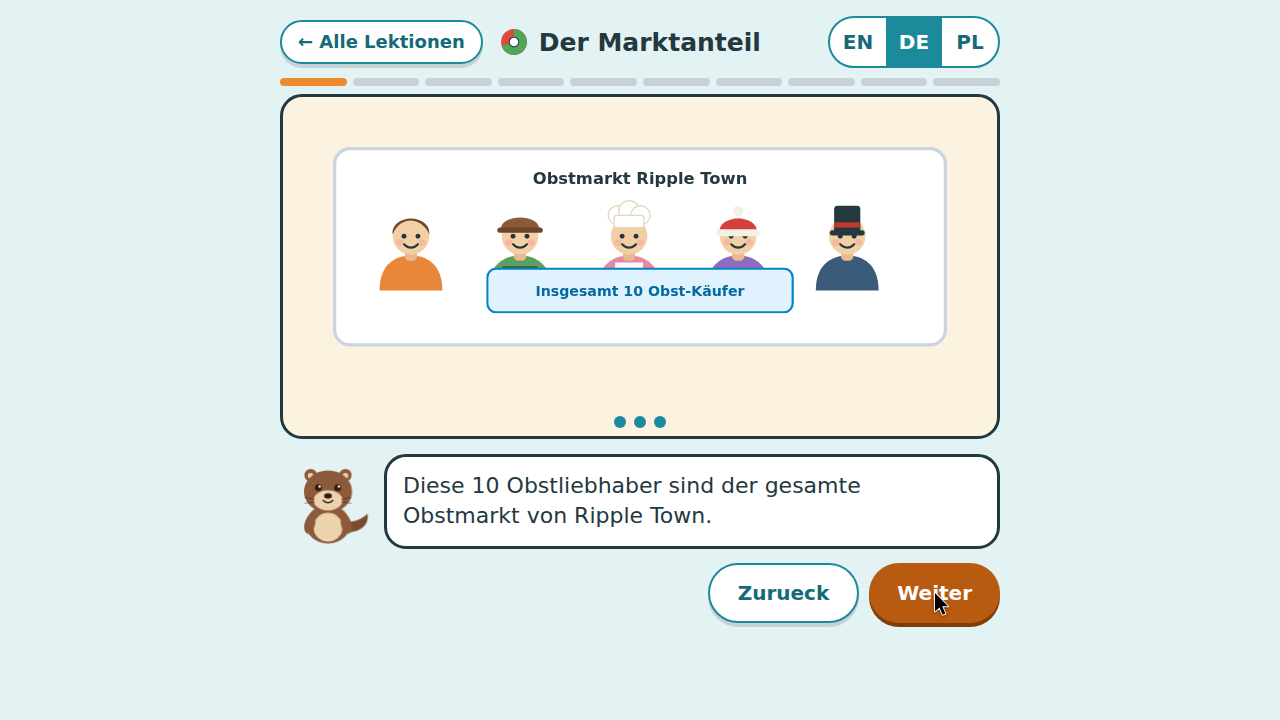 ← Alle Lektionen
Der Marktanteil
EN DE PL
Obstmarkt Ripple Town
Insgesamt 10 Obst-Käufer
Diese 10 Obstliebhaber sind der gesamte
Obstmarkt von Ripple Town.
Zurueck
Weiter